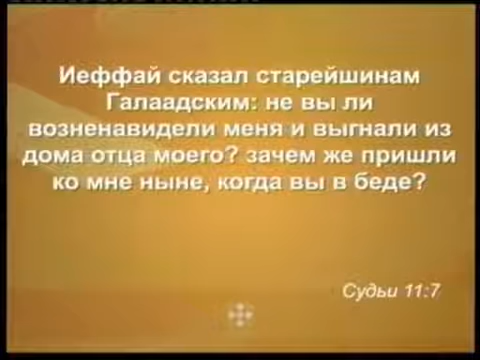 Иеффай сказал старейшинам
Галаадским: не вы ли
возненавидели меня и выгнали из
дома отца моего? зачем же пришли
ко мне ныне, когда вы в беде?
Судьи 11:7